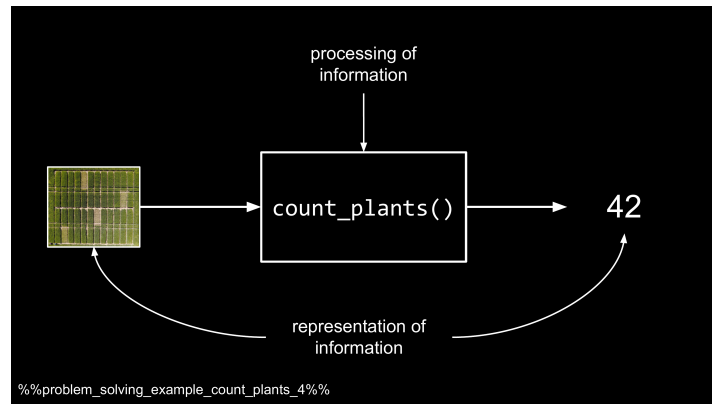 processing of
information
count_plants()
42
representation of
information
%%problem_solving_example_count_plants_4%%